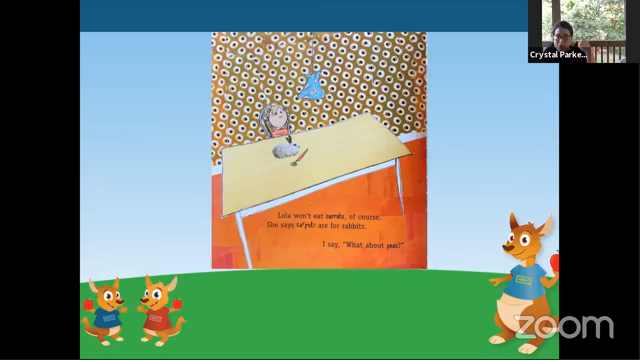 Crystal Parke...
Lola won't eat carrots, of course.
She says carrots are for rabbits.
I say, "What about peas?"
zoom